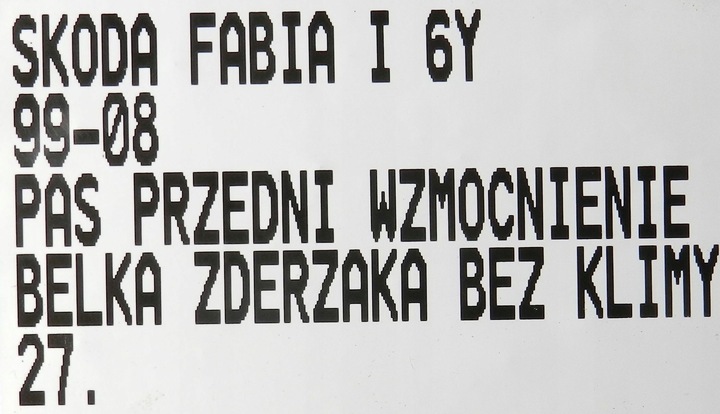 SKODA FABIA I 6Y
99-08
PAS PRZEDNI WZMOCNIENIE
BELKA ZDERZAKA BEZ KLIMY
27.